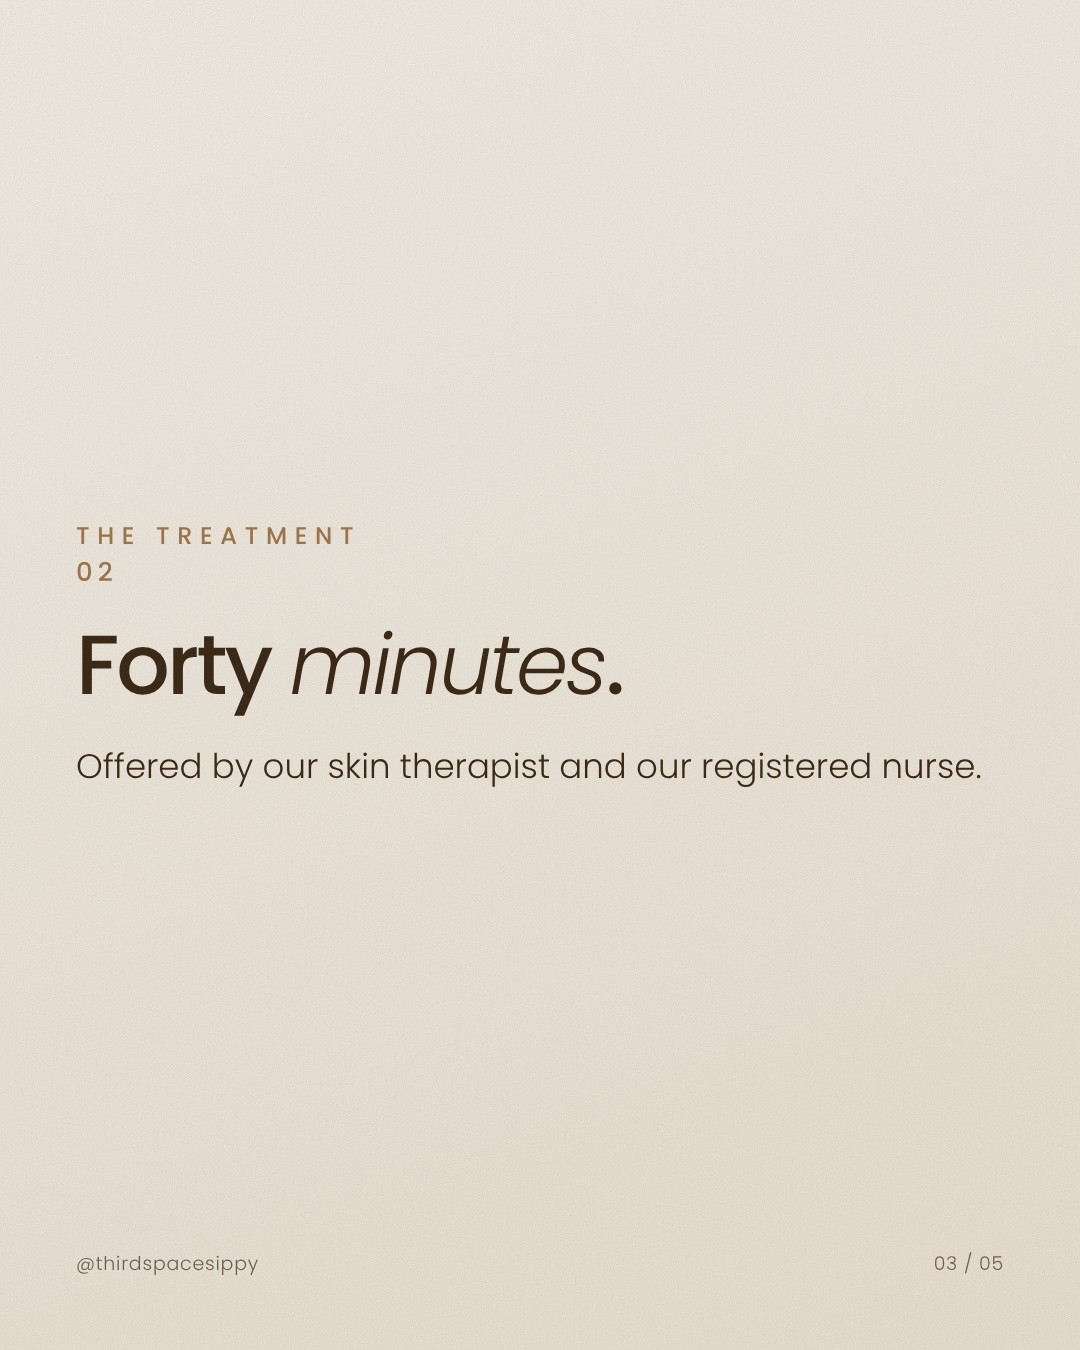 THE TREATMENT
02
Forty minutes.
Offered by our skin therapist and our registered nurse.
@thirdspacesippy
03 / 05